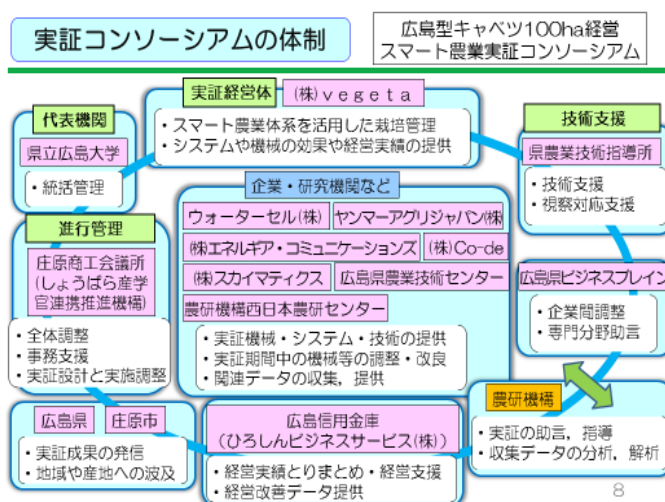 実証コンソーシアムの体制
広島型キャベツ100ha経営
スマート農業実証コンソーシアム
実証経営体
(株)vegeta
・スマート農業体系を活用した栽培管理
・システムや機械の効果や経営実績の提供
代表機関
県立広島大学
・統括管理
技術支援
県農業技術指導所
・技術支援
・視察対応支援
企業・研究機関など
ウォーターセル(株)
ヤンマーアグリジャパン(株)
(株)エネルギア・コミュニケーションズ
(株)Co-de
(株)スカイマティクス
広島県農業技術センター
農研機構西日本農研センター
・実証機械・システム・技術の提供
・実証期間中の機械等の調整・改良
・関連データの収集，提供
進行管理
庄原商工会議所
(しょうばら産学
官連携推進機構)
・全体調整
・事務支援
・実証設計と実施調整
広島県ビジネスプレイン
・企業間調整
・専門分野助言
広島県
庄原市
・実証成果の発信
・地域や産地への波及
広島信用金庫
(ひろしんビジネスサービス(株))
・経営実績とりまとめ・経営支援
・経営改善データ提供
農研機構
・実証の助言，指導
・収集データの分析，解析
8